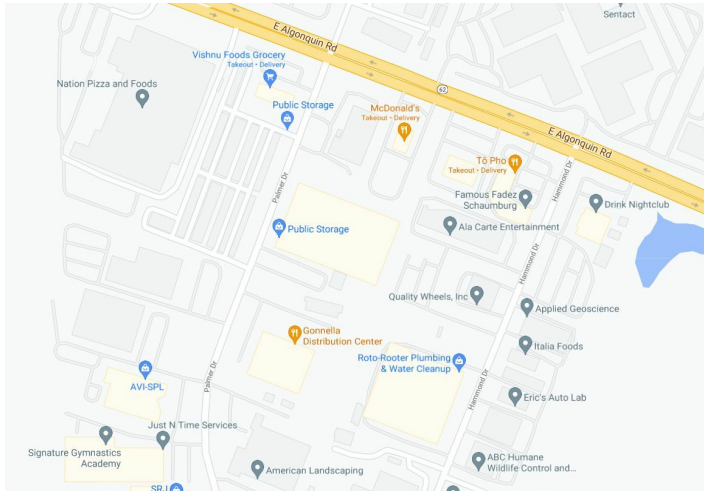 Sentact
E Algonquin Rd
Vishnu Foods Grocery
Takeout • Delivery
Nation Pizza and Foods
62
Public Storage
McDonald's
Takeout • Delivery
E Algonquin Rd
Tô Pho
Takeout • Delivery
Hammond Dr
Palmer Dr
Famous Fadez
Schaumburg
Drink Nightclub
Public Storage
Ala Carte Entertainment
Hammond Dr
Quality Wheels, Inc
Applied Geoscience
Gonnella
Distribution Center
Italia Foods
Roto-Rooter Plumbing
& Water Cleanup
Palmer Dr
Hammond Dr
AVI-SPL
Eric's Auto Lab
Just N Time Services
Signature Gymnastics
Academy
ABC Humane
Wildlife Control and...
American Landscaping
SRJ